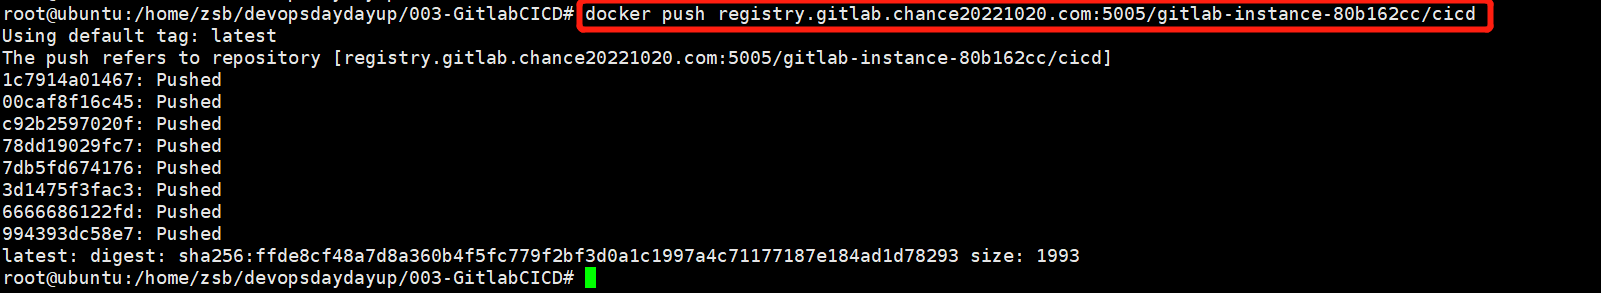 root@ubuntu:/home/zsb/devopsdaydayup/003-GitlabCICD# docker push registry.gitlab.chance20221020.com:5005/gitlab-instance-80b162cc/cicd
Using default tag: latest
The push refers to repository [registry.gitlab.chance20221020.com:5005/gitlab-instance-80b162cc/cicd]
1c7914a01467: Pushed
00caf8f16c45: Pushed
c92b2597020f: Pushed
78dd19029fc7: Pushed
7db5fd674176: Pushed
3d1475f3fac3: Pushed
6666686122fd: Pushed
994393dc58e7: Pushed
latest: digest: sha256:ffde8cf48a7d8a360b4f5fc779f2bf3d0a1c1997a4c71177187e184ad1d78293 size: 1993
root@ubuntu:/home/zsb/devopsdaydayup/003-GitlabCICD#